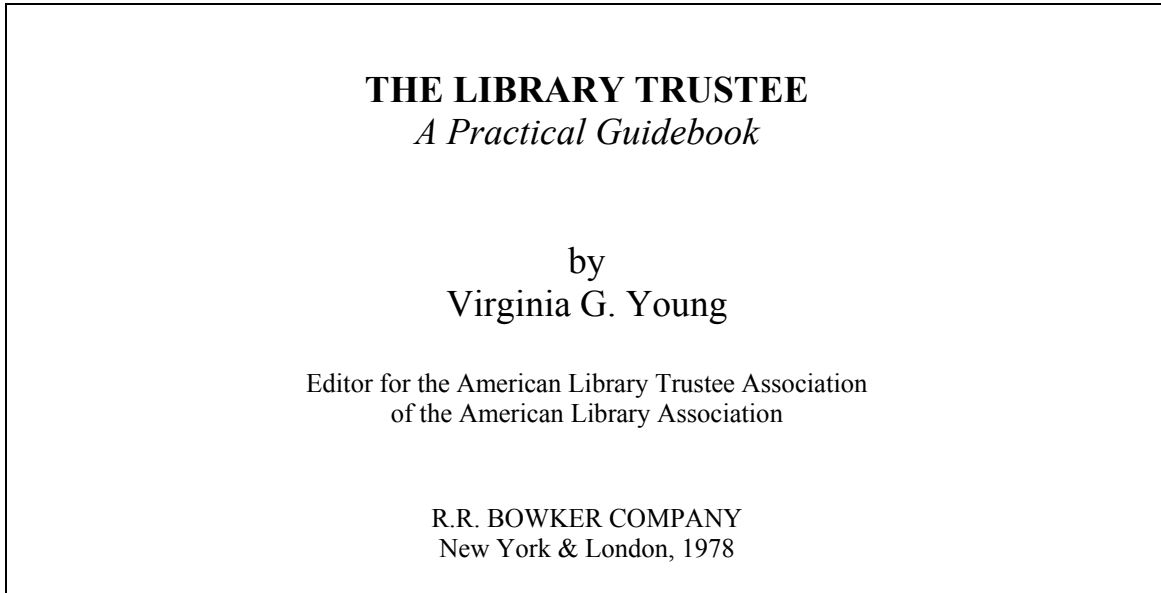 THE LIBRARY TRUSTEE
A Practical Guidebook
by
Virginia G. Young
Editor for the American Library Trustee Association
of the American Library Association
R.R. BOWKER COMPANY
New York & London, 1978